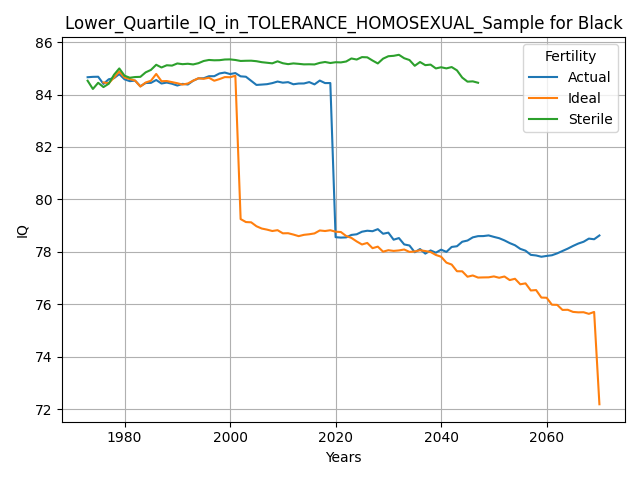 Lower_Quartile_IQ_in_TOLERANCE_HOMOSEXUAL_Sample for Black
86
84
82
80
78
76
74
72
IQ
Fertility
Actual
Ideal
Sterile
1980 2000 2020 2040 2060
Years